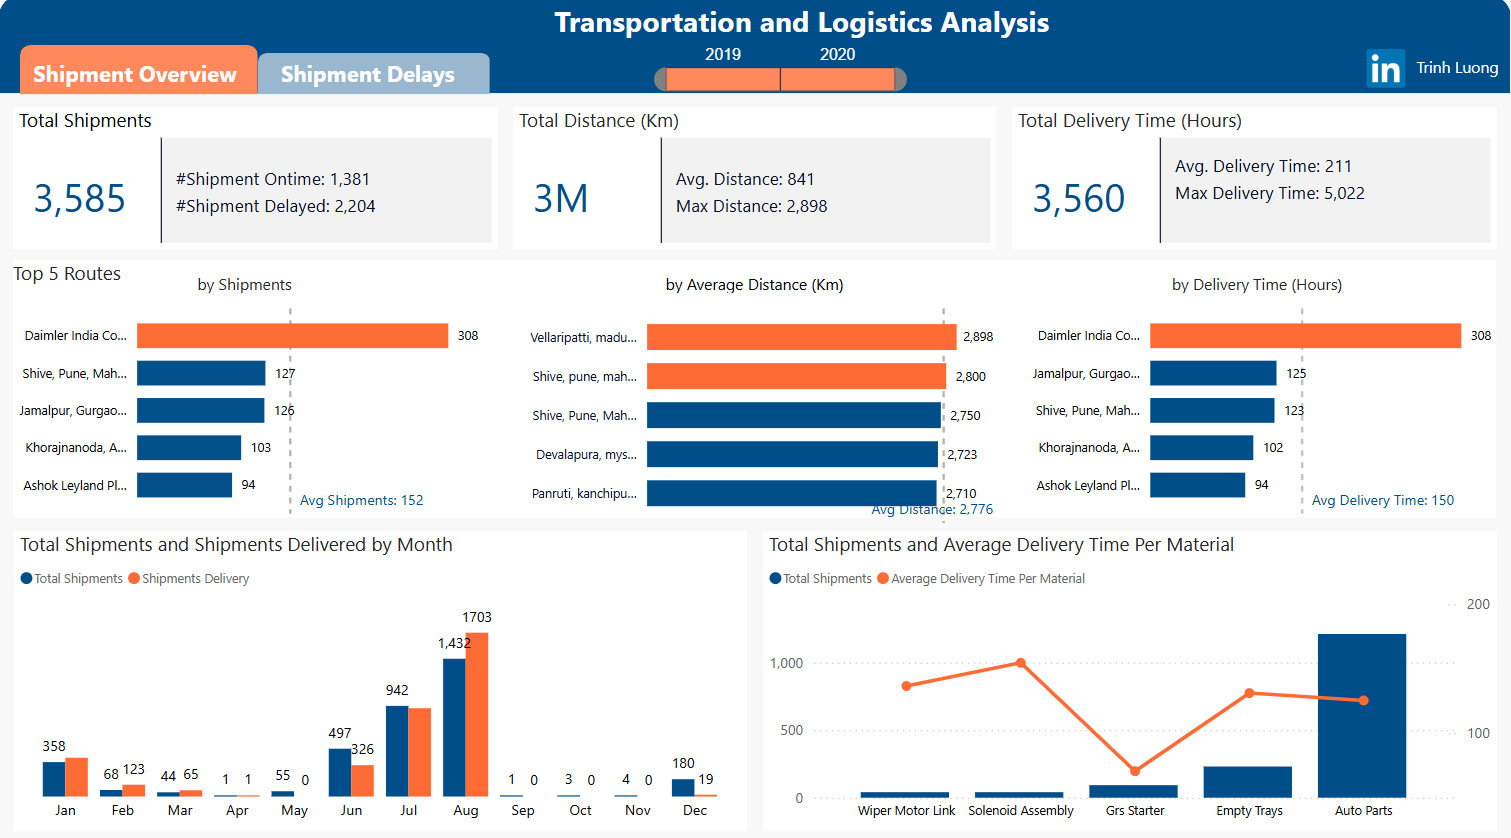 Transportation and Logistics Analysis
2019 2020
Shipment Overview
Shipment Delays
in Trinh Luong
Total Shipments
3,585
#Shipment Ontime: 1,381
#Shipment Delayed: 2,204
Total Distance (Km)
3M
Avg. Distance: 841
Max Distance: 2,898
Total Delivery Time (Hours)
3,560
Avg. Delivery Time: 211
Max Delivery Time: 5,022
Top 5 Routes
by Shipments
Daimler India Co... 308
Shive, Pune, Mah... 127
Jamalpur, Gurgao... 126
Khorajnanoda, A... 103
Ashok Leyland Pl... 94
Avg Shipments: 152
by Average Distance (Km)
Vellaripatti, madu... 2,898
Shive, pune, mah... 2,800
Shive, Pune, Mah... 2,750
Devalapura, mys... 2,723
Panruti, kanchipu... 2,710
Avg Distance: 2,776
by Delivery Time (Hours)
Daimler India Co... 308
Jamalpur, Gurgao... 125
Shive, Pune, Mah... 123
Khorajnanoda, A... 102
Ashok Leyland Pl... 94
Avg Delivery Time: 150
Total Shipments and Shipments Delivered by Month
Total Shipments Shipments Delivery
1703
1,432
942
358
497
326
68 123 44 65 1 1 55 0 1 0 3 0 4 0 180 19
Jan Feb Mar Apr May Jun Jul Aug Sep Oct Nov Dec
Total Shipments and Average Delivery Time Per Material
Total Shipments Average Delivery Time Per Material
200
1,000
500
100
0
Wiper Motor Link Solenoid Assembly Grs Starter Empty Trays Auto Parts